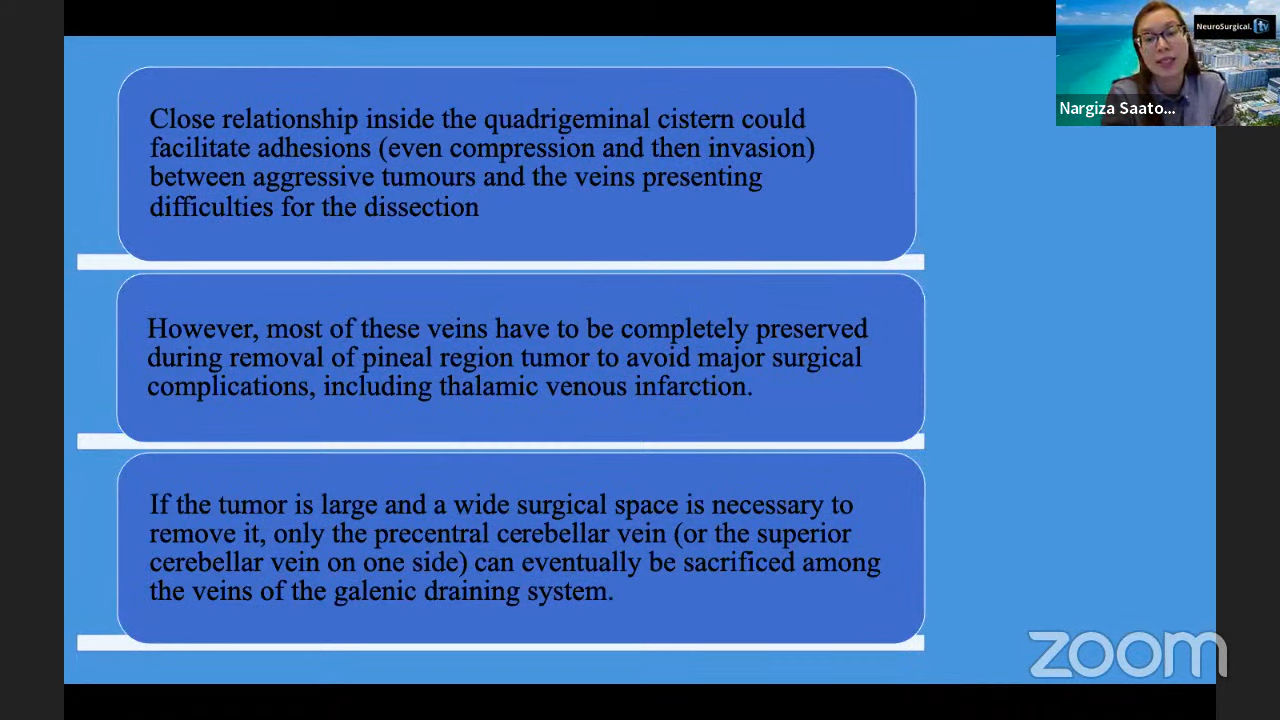 NeuroSurgical.tv
Nargiza Saato...
Close relationship inside the quadrigeminal cistern could
facilitate adhesions (even compression and then invasion)
between aggressive tumours and the veins presenting
difficulties for the dissection
However, most of these veins have to be completely preserved
during removal of pineal region tumor to avoid major surgical
complications, including thalamic venous infarction.
If the tumor is large and a wide surgical space is necessary to
remove it, only the precentral cerebellar vein (or the superior
cerebellar vein on one side) can eventually be sacrificed among
the veins of the galenic draining system.
zoom